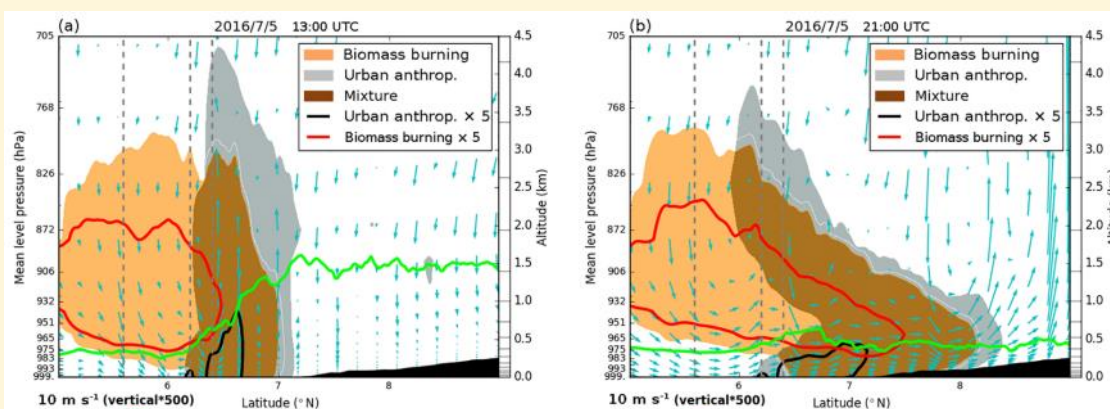 (a) 2016/7/5 13:00 UTC
705
768
826
872
906
932
951
965
975
983
993
999.
Mean level pressure (hPa)
Biomass burning
Urban anthrop.
Mixture
Urban anthrop. × 5
Biomass burning × 5
4.5
4.0
3.5
3.0
2.5
2.0
1.5
1.0
0.5
0.0
Altitude (km)
6 7 8
10 m s⁻¹ (vertical*500) Latitude (°N)
(b) 2016/7/5 21:00 UTC
705
768
826
872
906
932
951
965
975
983
993
999.
Mean level pressure (hPa)
Biomass burning
Urban anthrop.
Mixture
Urban anthrop. × 5
Biomass burning × 5
4.5
4.0
3.5
3.0
2.5
2.0
1.5
1.0
0.5
0.0
Altitude (km)
6 7 8
10 m s⁻¹ (vertical*500) Latitude (°N)